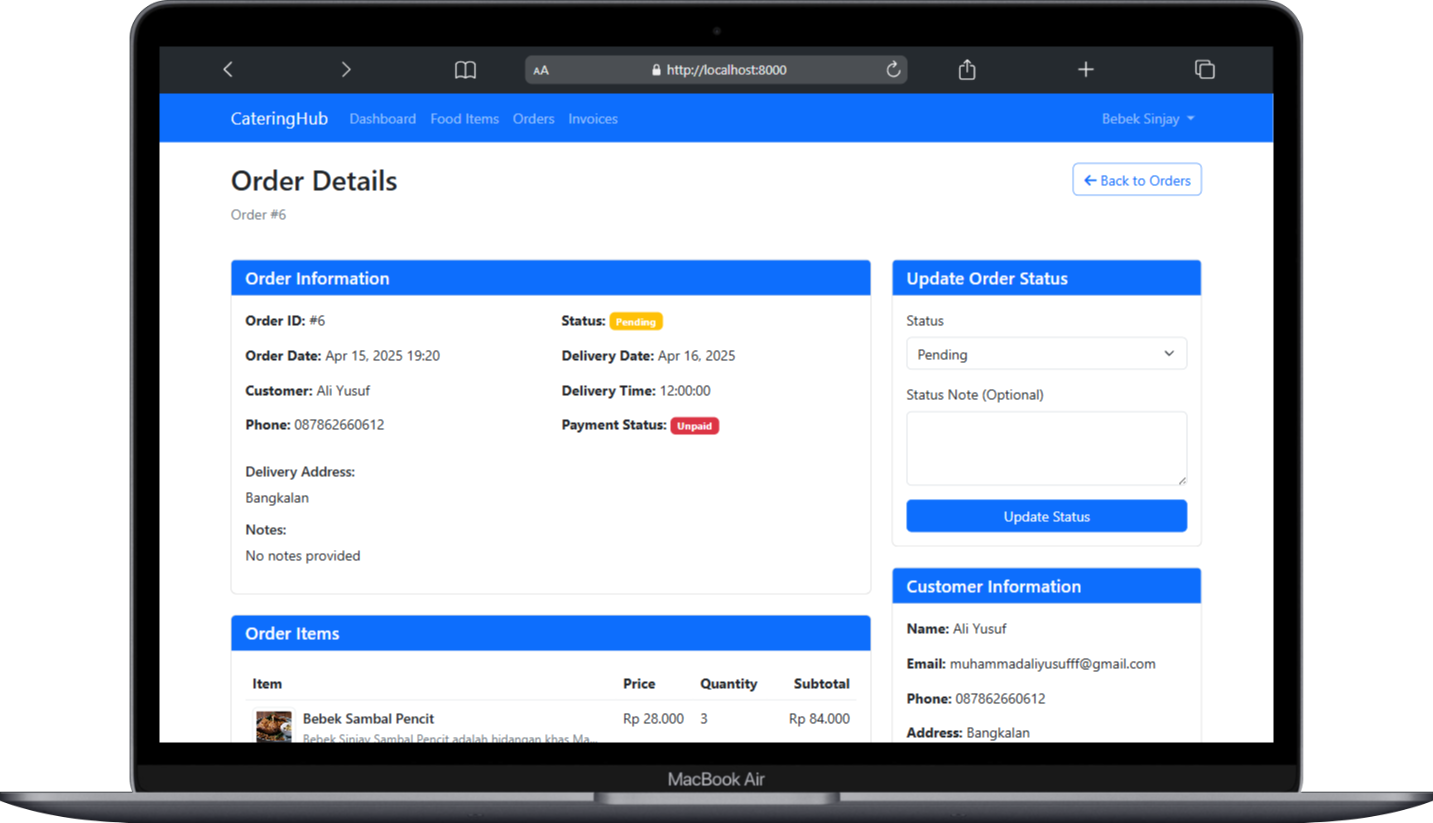 AA http://localhost:8000
CateringHub Dashboard Food Items Orders Invoices Bebek Sinjay
Order Details
Back to Orders
Order #6
Order Information
Order ID: #6 Status: Pending
Order Date: Apr 15, 2025 19:20 Delivery Date: Apr 16, 2025
Customer: Ali Yusuf Delivery Time: 12:00:00
Phone: 087862660612 Payment Status: Unpaid
Delivery Address:
Bangkalan
Notes:
No notes provided
Update Order Status
Status
Pending
Status Note (Optional)
Update Status
Order Items
Item Price Quantity Subtotal
Bebek Sambal Pencit Rp 28.000 3 Rp 84.000
Bebek Sinjay Sambal Pencit adalah hidangan khas Ma...
Customer Information
Name: Ali Yusuf
Email: muhammadaliyusufff@gmail.com
Phone: 087862660612
Address: Bangkalan
MacBook Air